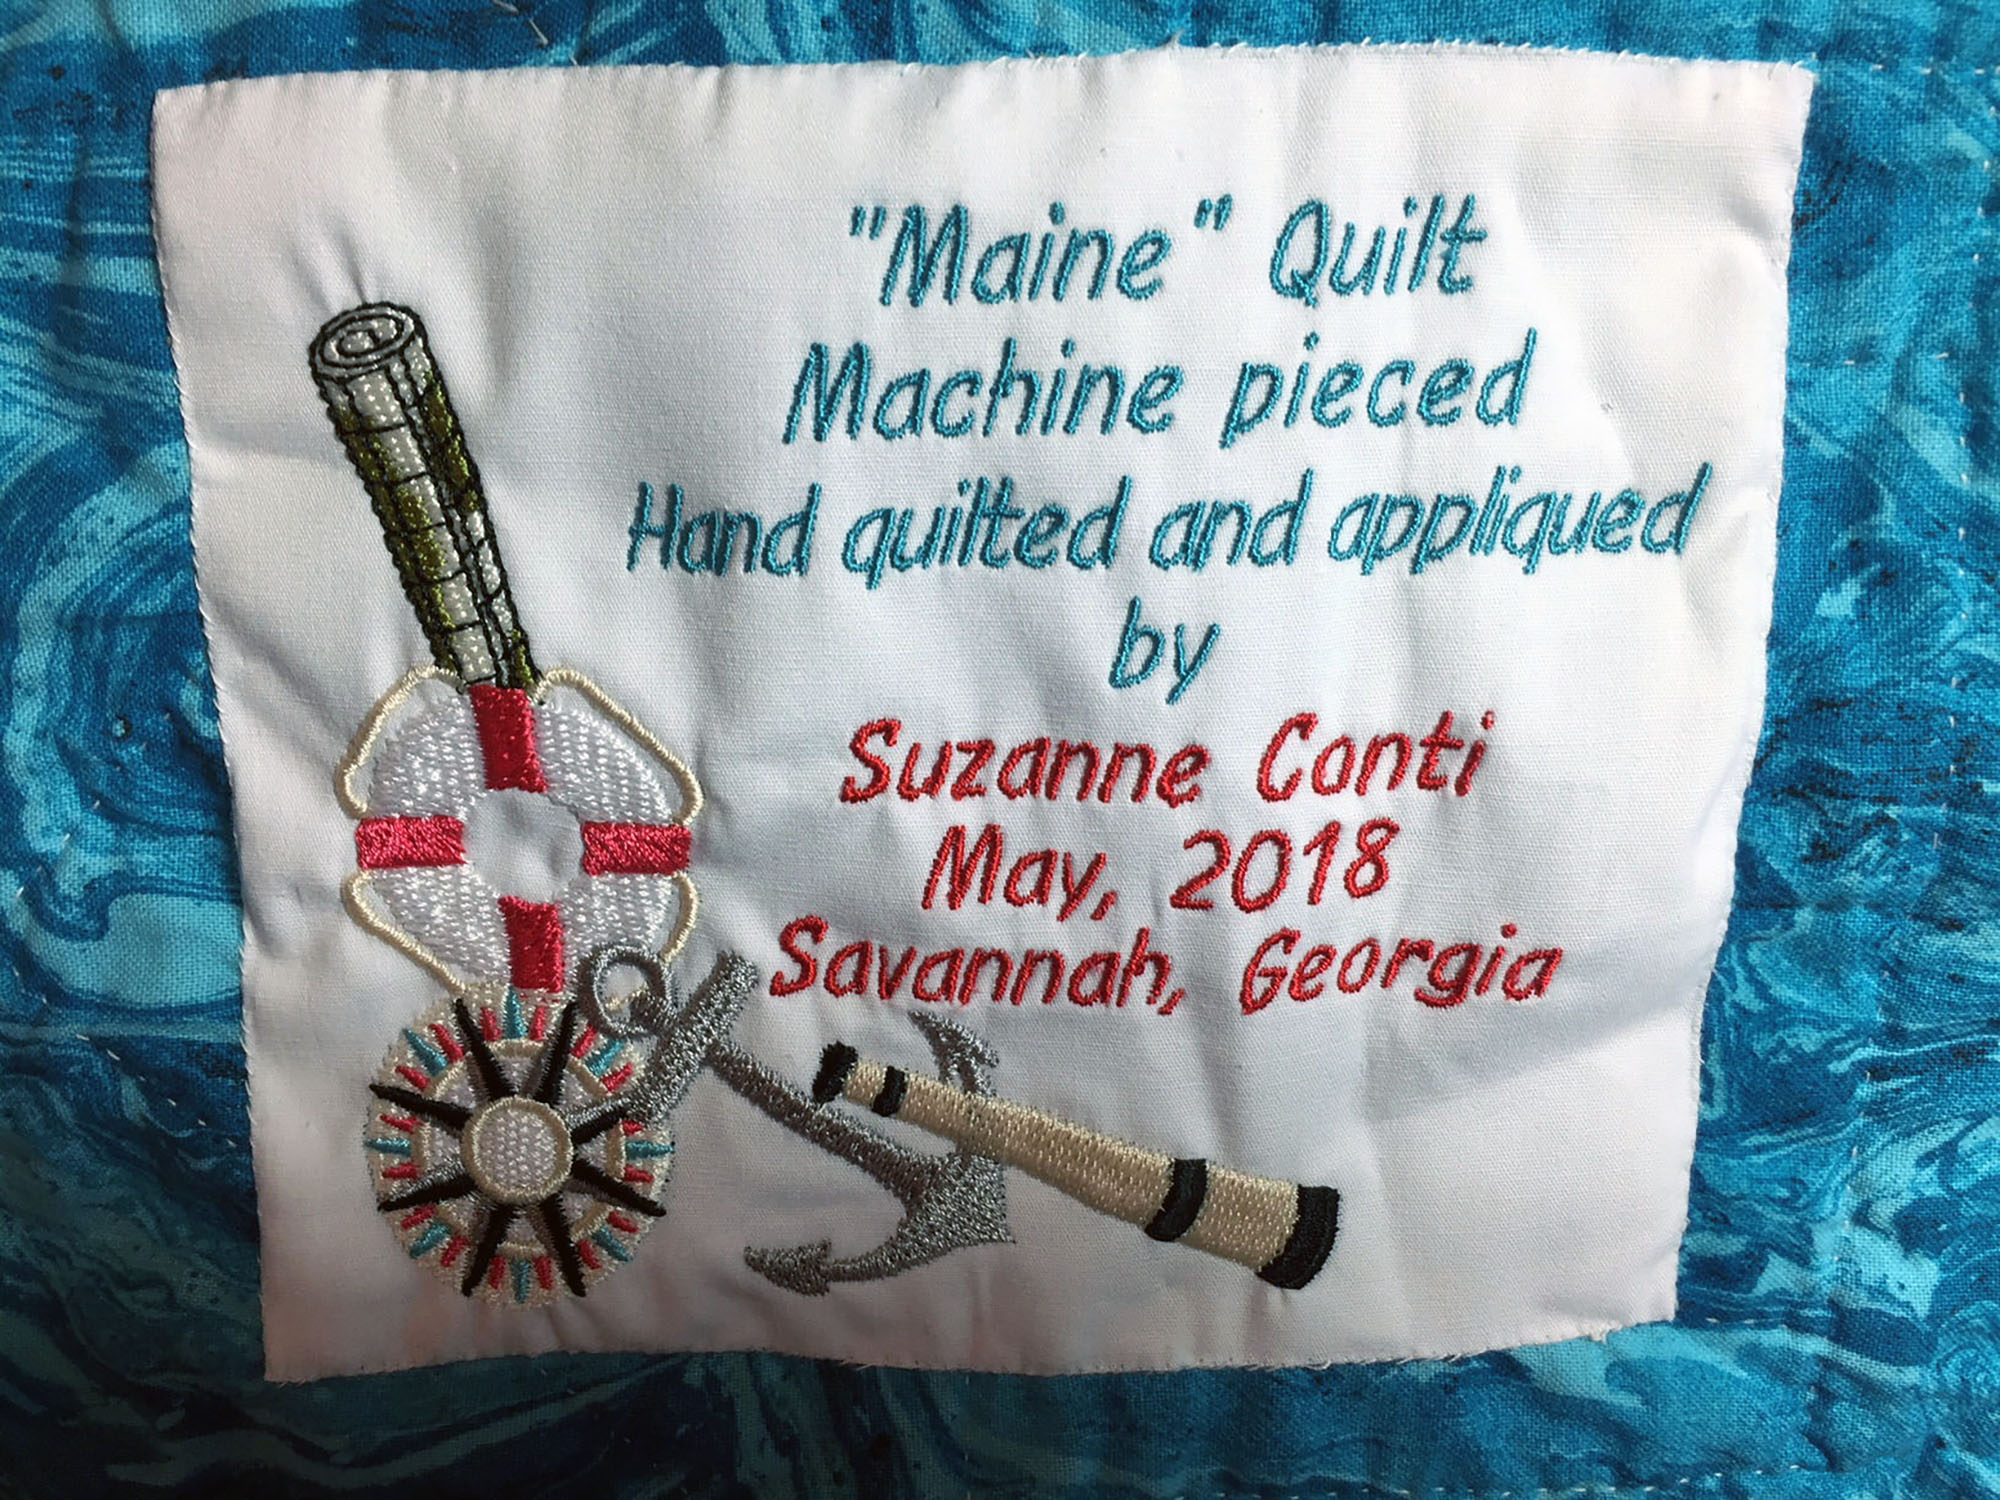 "Maine" Quilt
Machine pieced
Hand quilted and appliqued
by
Suzanne Conti
May, 2018
Savannah, Georgia